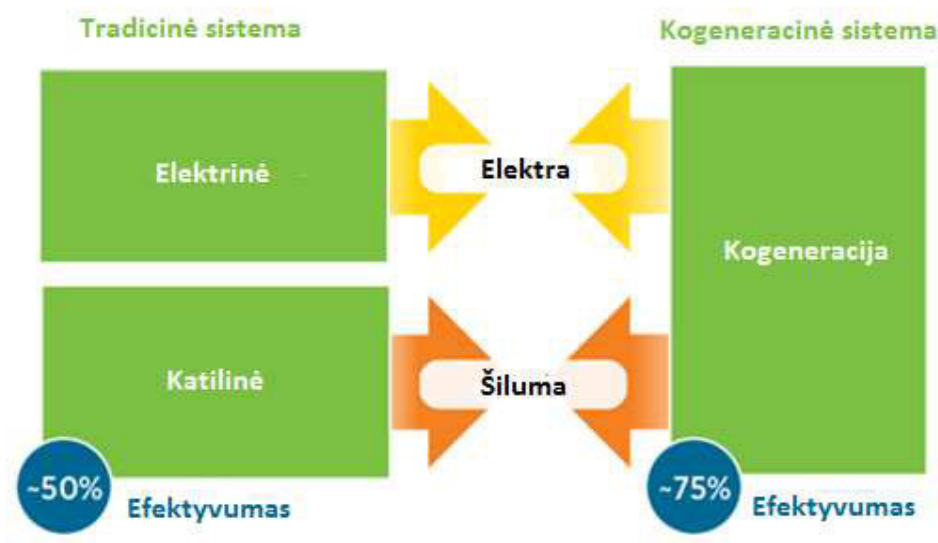 Tradicinė sistema
Kogeneracinė sistema
Elektrinė
Elektra
Kogeneracija
Katilinė
Šiluma
~50%
Efektyvumas
~75%
Efektyvumas